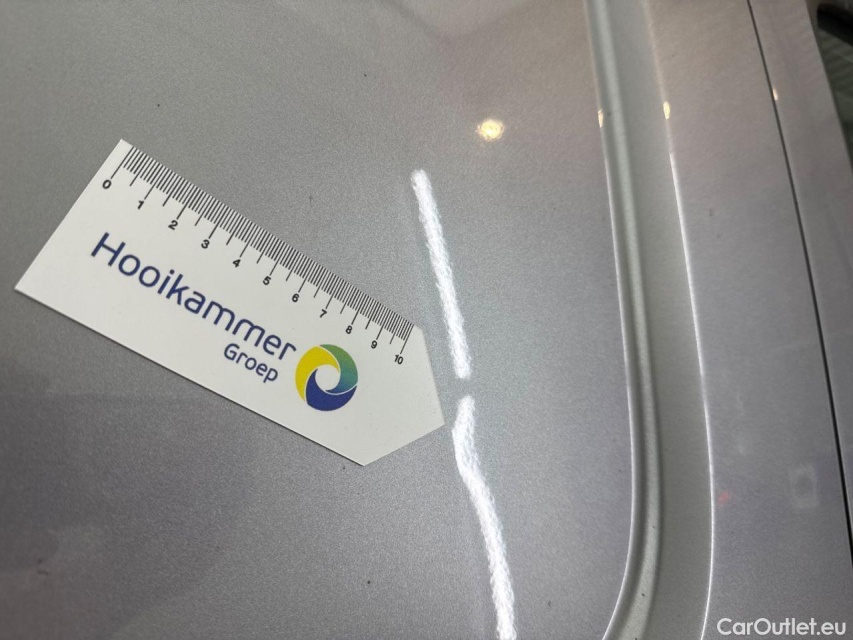 0 1 2 3 4 5 6 7 8 9 10
Hooikammer
Groep
CarOutlet.eu